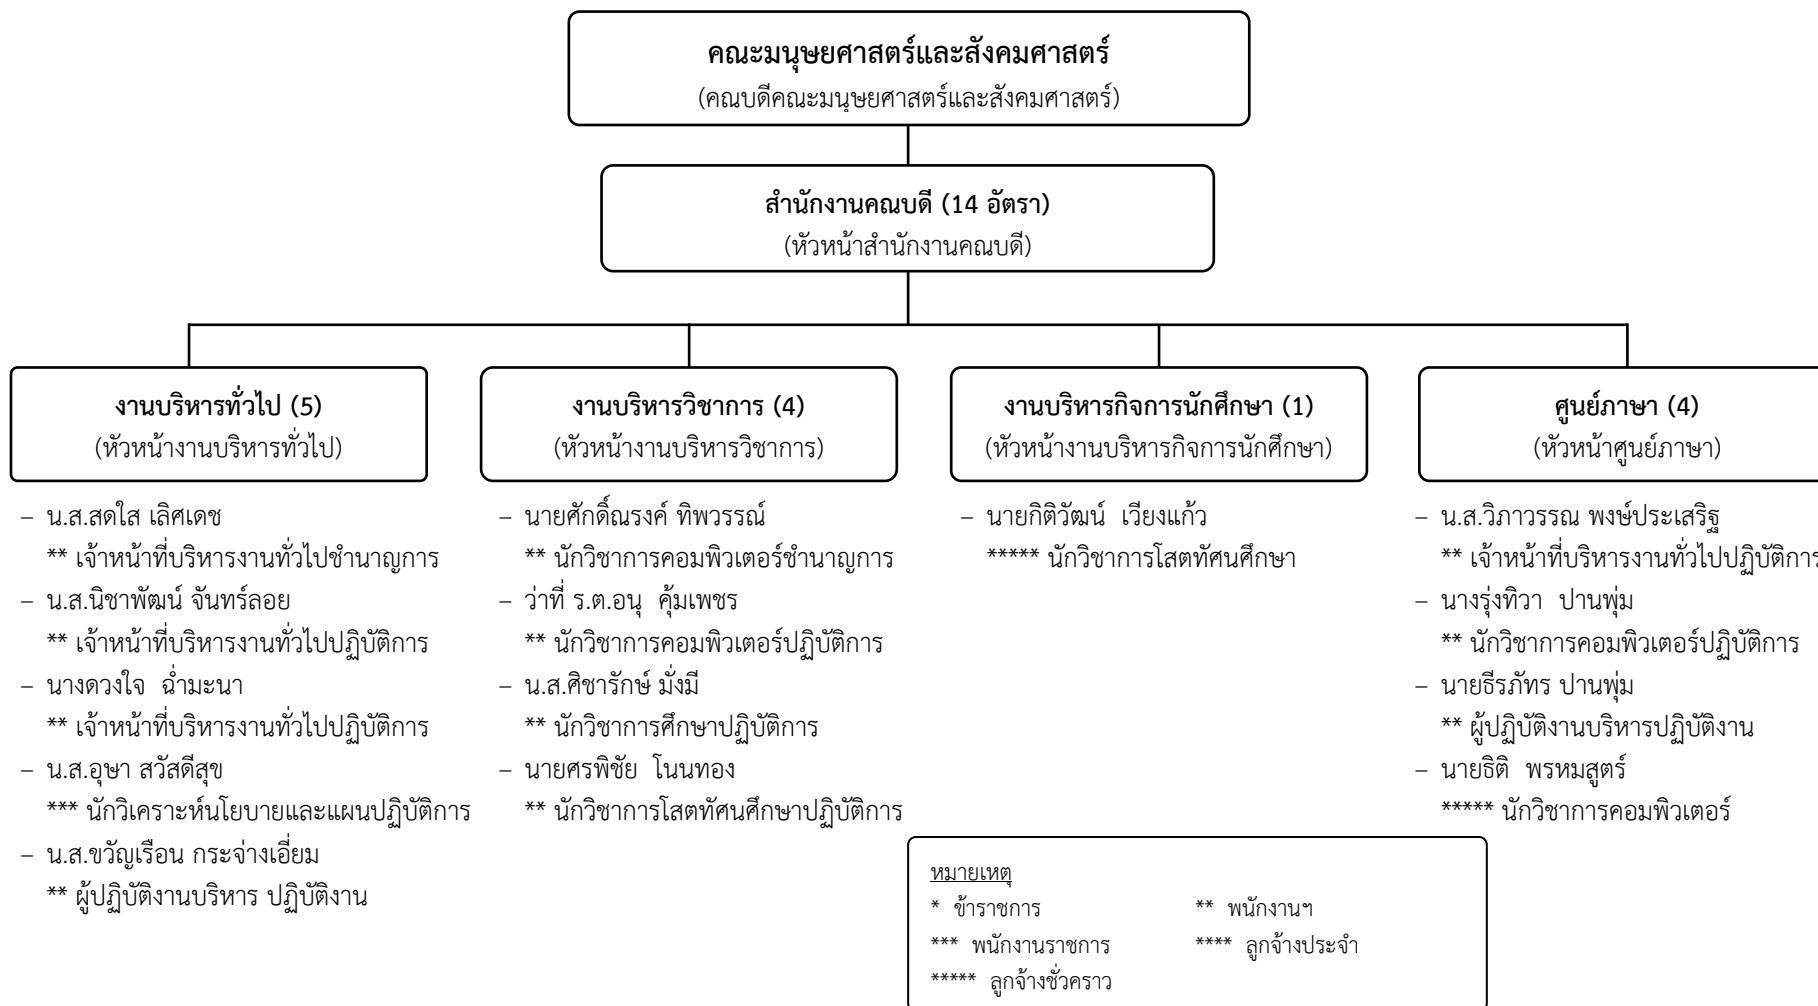 คณะมนุษยศาสตร์และสังคมศาสตร์
(คณบดีคณะมนุษยศาสตร์และสังคมศาสตร์)
สำนักงานคณบดี (14 อัตรา)
(หัวหน้าสำนักงานคณบดี)
งานบริหารทั่วไป (5)
(หัวหน้างานบริหารทั่วไป)
– น.ส.สดใส เลิศเดช
** เจ้าหน้าที่บริหารงานทั่วไปชำนาญการ
– น.ส.นิชาพัฒน์ จันทร์ลอย
** เจ้าหน้าที่บริหารงานทั่วไปปฏิบัติการ
– นางดวงใจ ฉ่ำมะนา
** เจ้าหน้าที่บริหารงานทั่วไปปฏิบัติการ
– น.ส.อุษา สวัสดีสุข
*** นักวิเคราะห์นโยบายและแผนปฏิบัติการ
– น.ส.ขวัญเรือน กระจ่างเอี่ยม
** ผู้ปฏิบัติงานบริหาร ปฏิบัติงาน
งานบริหารวิชาการ (4)
(หัวหน้างานบริหารวิชาการ)
– นายศักดิ์ณรงค์ ทิพวรรณ์
** นักวิชาการคอมพิวเตอร์ชำนาญการ
– ว่าที่ ร.ต.อนุ คุ้มเพชร
** นักวิชาการคอมพิวเตอร์ปฏิบัติการ
– น.ส.ศิชารักษ์ มั่งมี
** นักวิชาการศึกษาปฏิบัติการ
– นายศรพิชัย โนนทอง
** นักวิชาการโสตทัศนศึกษาปฏิบัติการ
งานบริหารกิจการนักศึกษา (1)
(หัวหน้างานบริหารกิจการนักศึกษา)
– นายกิติวัฒน์ เวียงแก้ว
***** นักวิชาการโสตทัศนศึกษา
ศูนย์ภาษา (4)
(หัวหน้าศูนย์ภาษา)
– น.ส.วิภาวรรณ พงษ์ประเสริฐ
** เจ้าหน้าที่บริหารงานทั่วไปปฏิบัติการ
– นางรุ่งทิวา ปานพุ่ม
** นักวิชาการคอมพิวเตอร์ปฏิบัติการ
– นายธีรภัทร ปานพุ่ม
** ผู้ปฏิบัติงานบริหารปฏิบัติงาน
– นายธิติ พรหมสูตร์
***** นักวิชาการคอมพิวเตอร์
หมายเหตุ
* ข้าราชการ ** พนักงานฯ
*** พนักงานราชการ **** ลูกจ้างประจำ
***** ลูกจ้างชั่วคราว